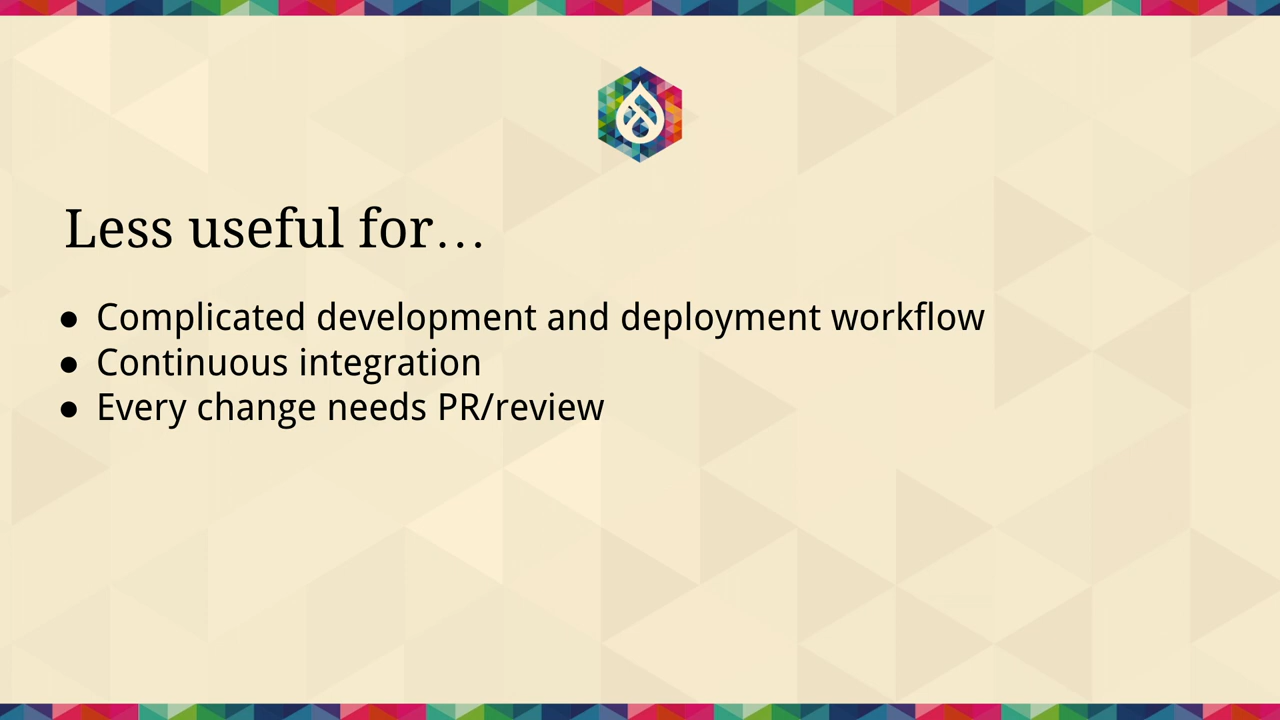 Less useful for…
● Complicated development and deployment workflow
● Continuous integration
● Every change needs PR/review